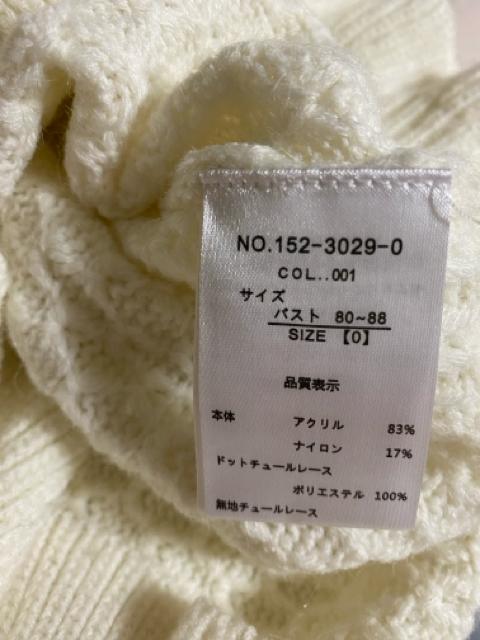 NO.152-3029-0
COL..001
サイズ
バスト 80~88
SIZE 【0】
品質表示
本体 アクリル 83%
ナイロン 17%
ドットチュールレース
ポリエステル 100%
無地チュールレース